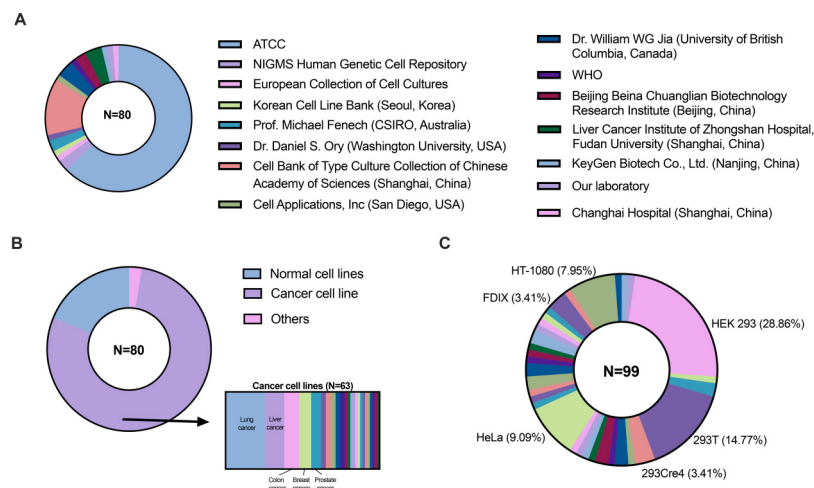 A
N=80
ATCC
NIGMS Human Genetic Cell Repository
European Collection of Cell Cultures
Korean Cell Line Bank (Seoul, Korea)
Prof. Michael Fenech (CSIRO, Australia)
Dr. Daniel S. Ory (Washington University, USA)
Cell Bank of Type Culture Collection of Chinese
Academy of Sciences (Shanghai, China)
Cell Applications, Inc (San Diego, USA)
Dr. William WG Jia (University of British
Columbia, Canada)
WHO
Beijing Beina Chuanglian Biotechnology
Research Institute (Beijing, China)
Liver Cancer Institute of Zhongshan Hospital,
Fudan University (Shanghai, China)
KeyGen Biotech Co., Ltd. (Nanjing, China)
Our laboratory
Changhai Hospital (Shanghai, China)
B
N=80
Normal cell lines
Cancer cell line
Others
Cancer cell lines (N=63)
Lung
cancer
Liver
cancer
Colon
Breast
Prostate
C
HT-1080 (7.95%)
FDIX (3.41%)
HEK 293 (28.86%)
N=99
HeLa (9.09%)
293T (14.77%)
293Cre4 (3.41%)